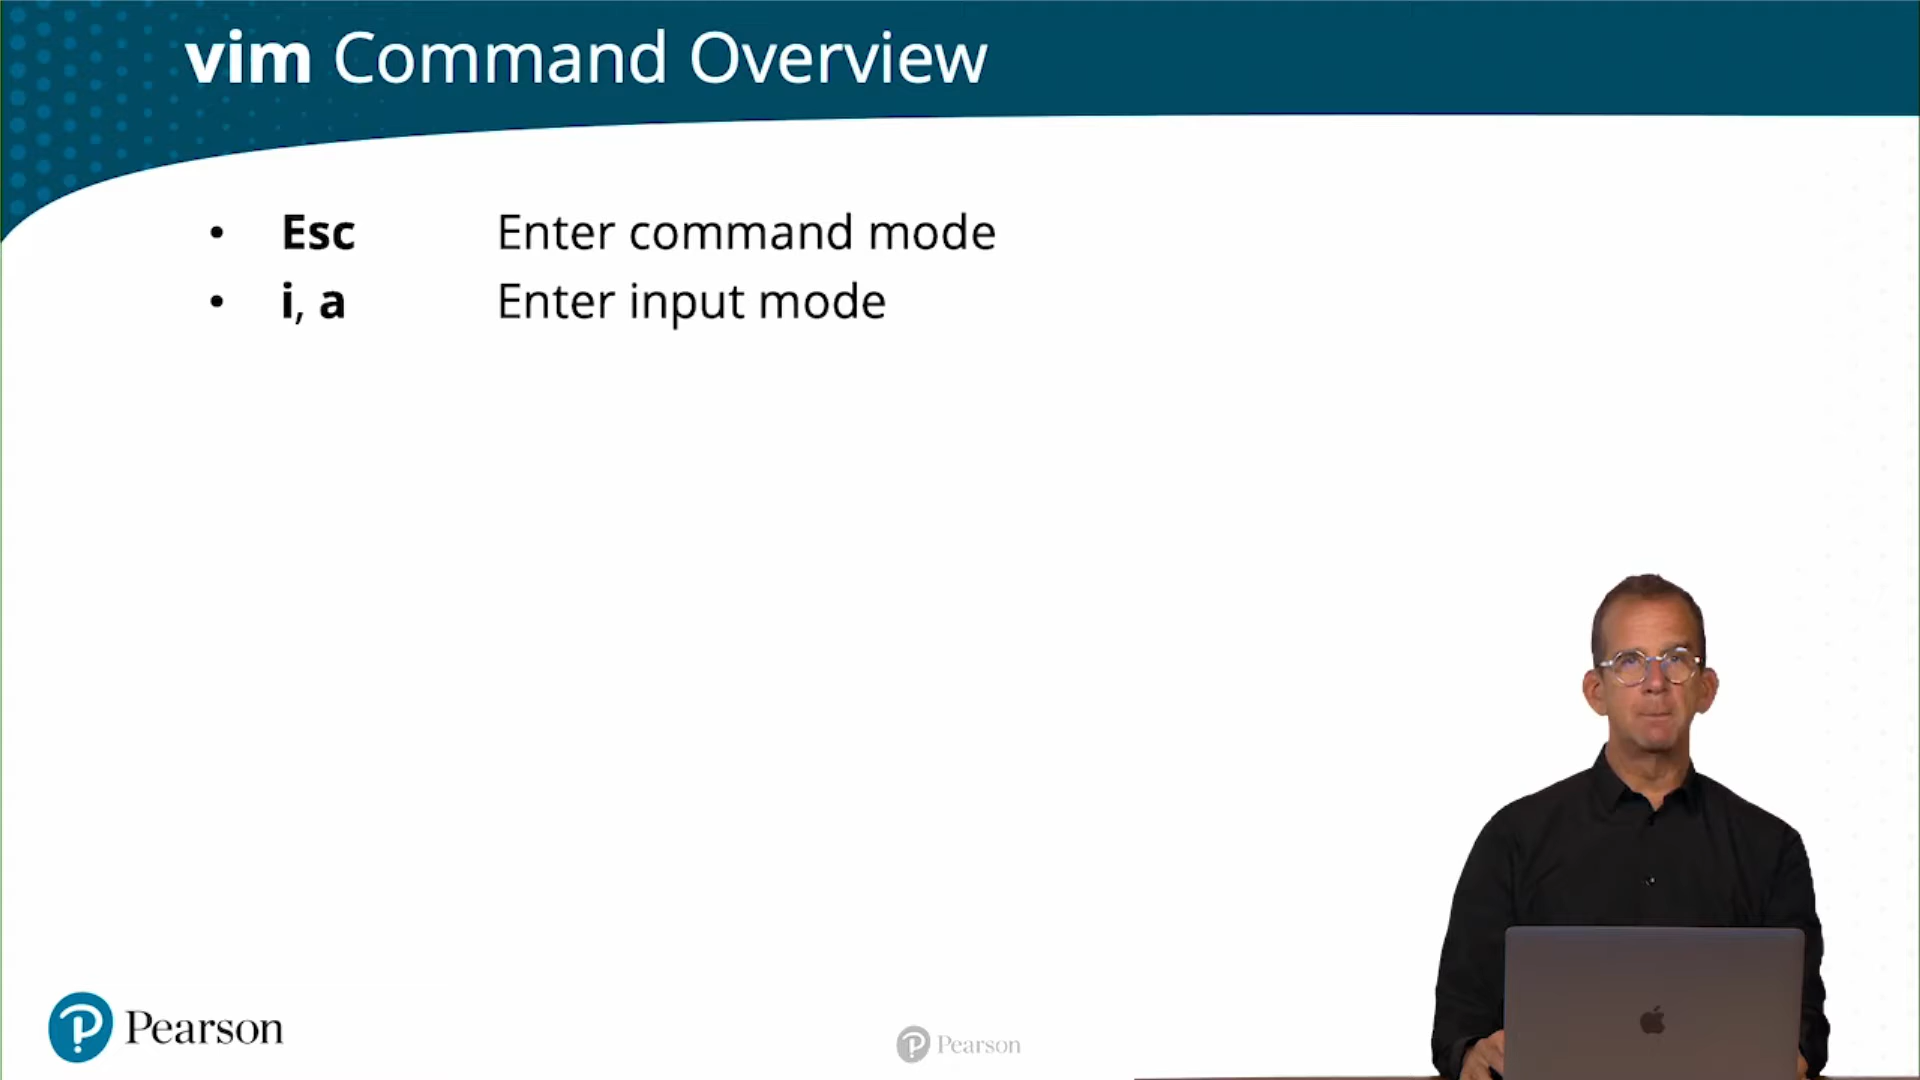 vim Command Overview
• Esc Enter command mode
• i, a Enter input mode
Pearson
Pearson